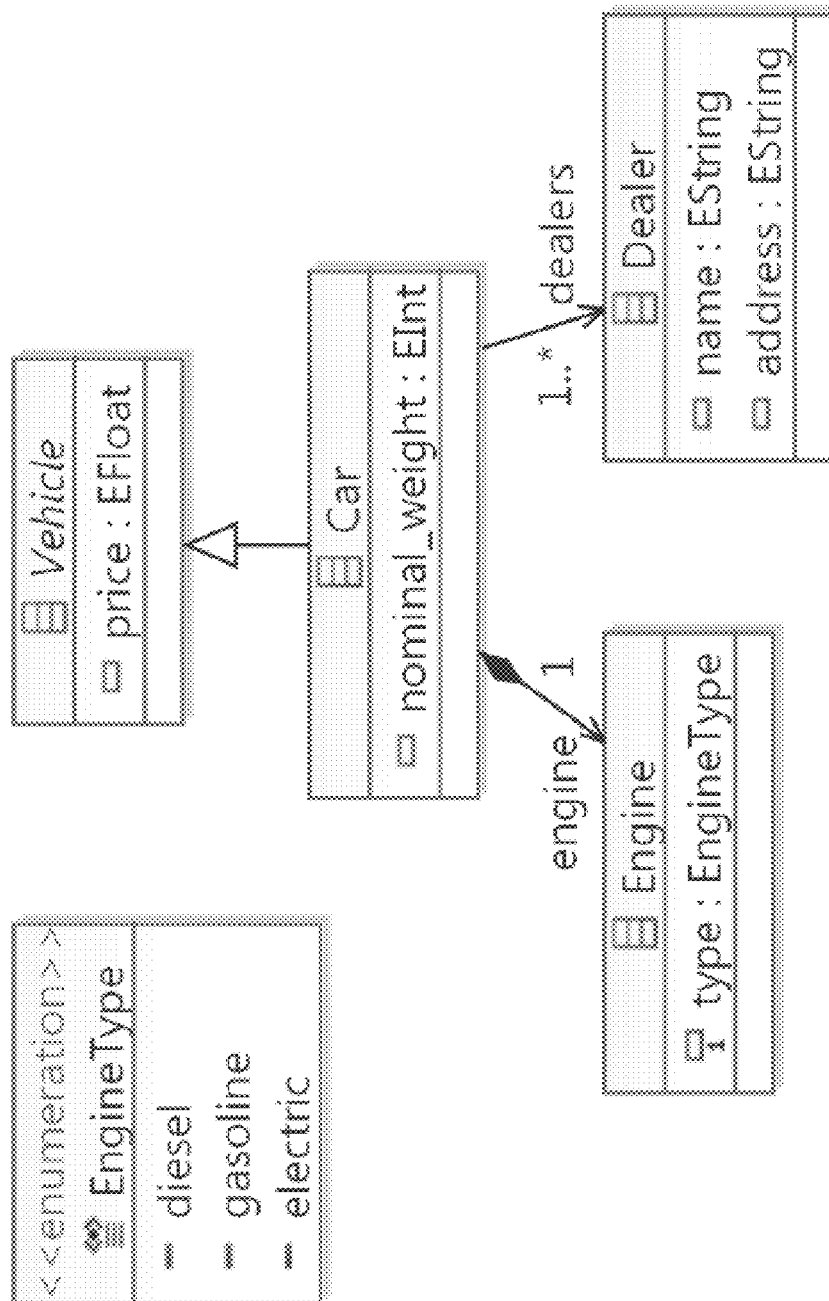 <<enumeration>>
EngineType
diesel
gasoline
electric
Vehicle
price : EFloat
Car
nominal_weight : EInt
engine
1
1..*
dealers
Engine
1
type : EngineType
Dealer
name : EString
address : EString